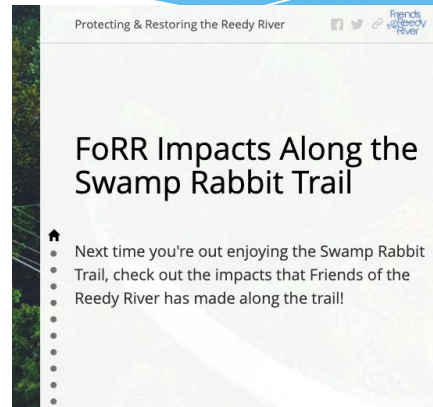 Protecting & Restoring the Reedy River
Friends
of the Reedy
River
FoRR Impacts Along the
Swamp Rabbit Trail
Next time you're out enjoying the Swamp Rabbit
Trail, check out the impacts that Friends of the
Reedy River has made along the trail!